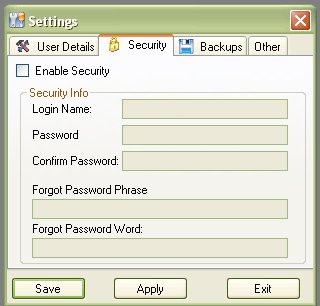 Settings
User Details Security Backups Other
Enable Security
Security Info
Login Name:
Password
Confirm Password:
Forgot Password Phrase
Forgot Password Word:
Save Apply Exit